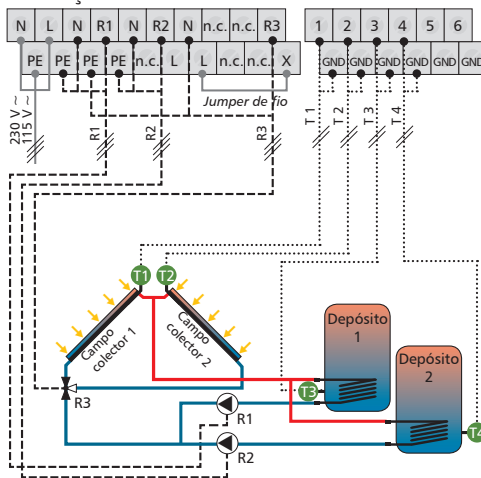 N L N R1 N R2 N n.c. n.c. R3
1 2 3 4 5 6
PE PE PE PE n.c. L L n.c. n.c. X
GND GND GND GND GND GND
Jumper de fio
230 V ~
115 V ~
R1
R2
R3
T 1
T 2
T 3
T 4
T1
T2
Campo
colector 1
Campo
colector 2
Depósito
1
Depósito
2
R3
T3
R1
T4
R2